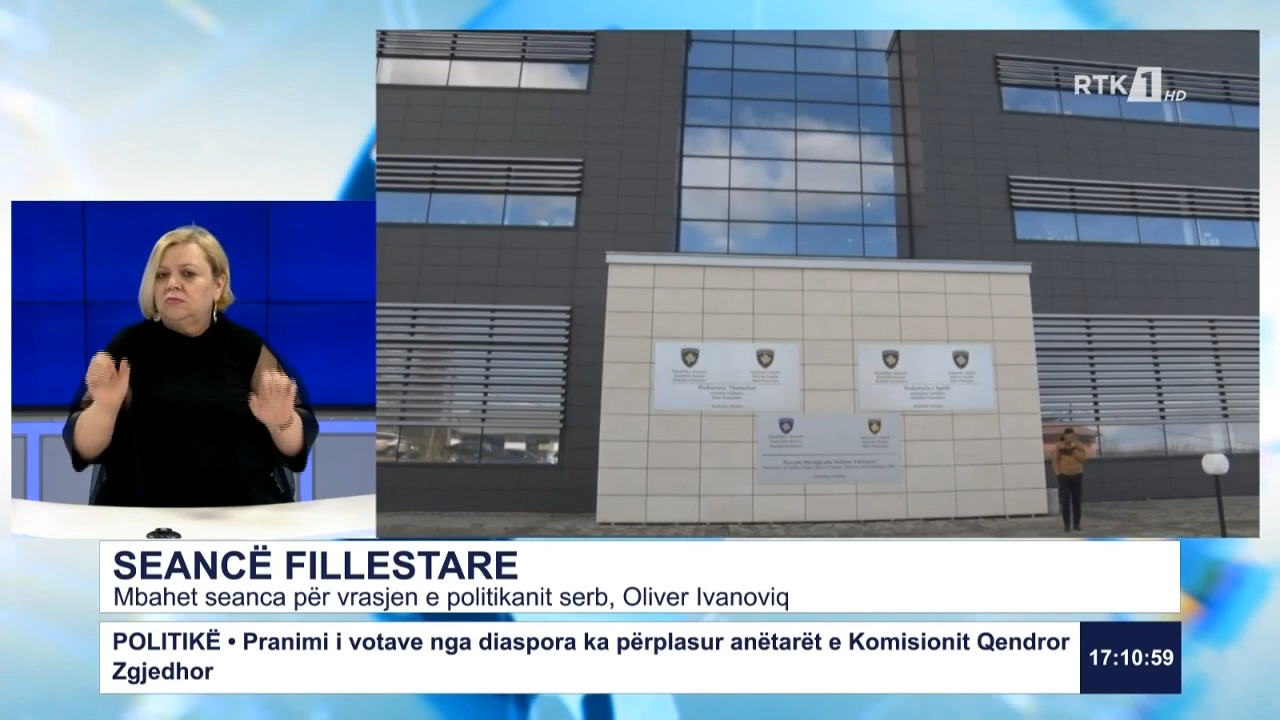 RTK 1 HD
SEANCË FILLESTARE
Mbahet seanca për vrasjen e politikanit serb, Oliver Ivanoviq
POLITIKË • Pranimi i votave nga diaspora ka përplasur anëtarët e Komisionit Qendror
Zgjedhor
17:10:59